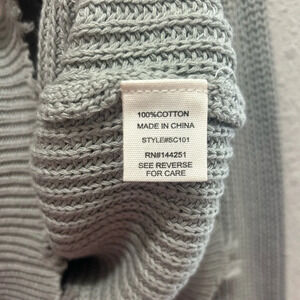 100%COTTON
MADE IN CHINA
STYLE#SC101
RN#144251
SEE REVERSE
FOR CARE